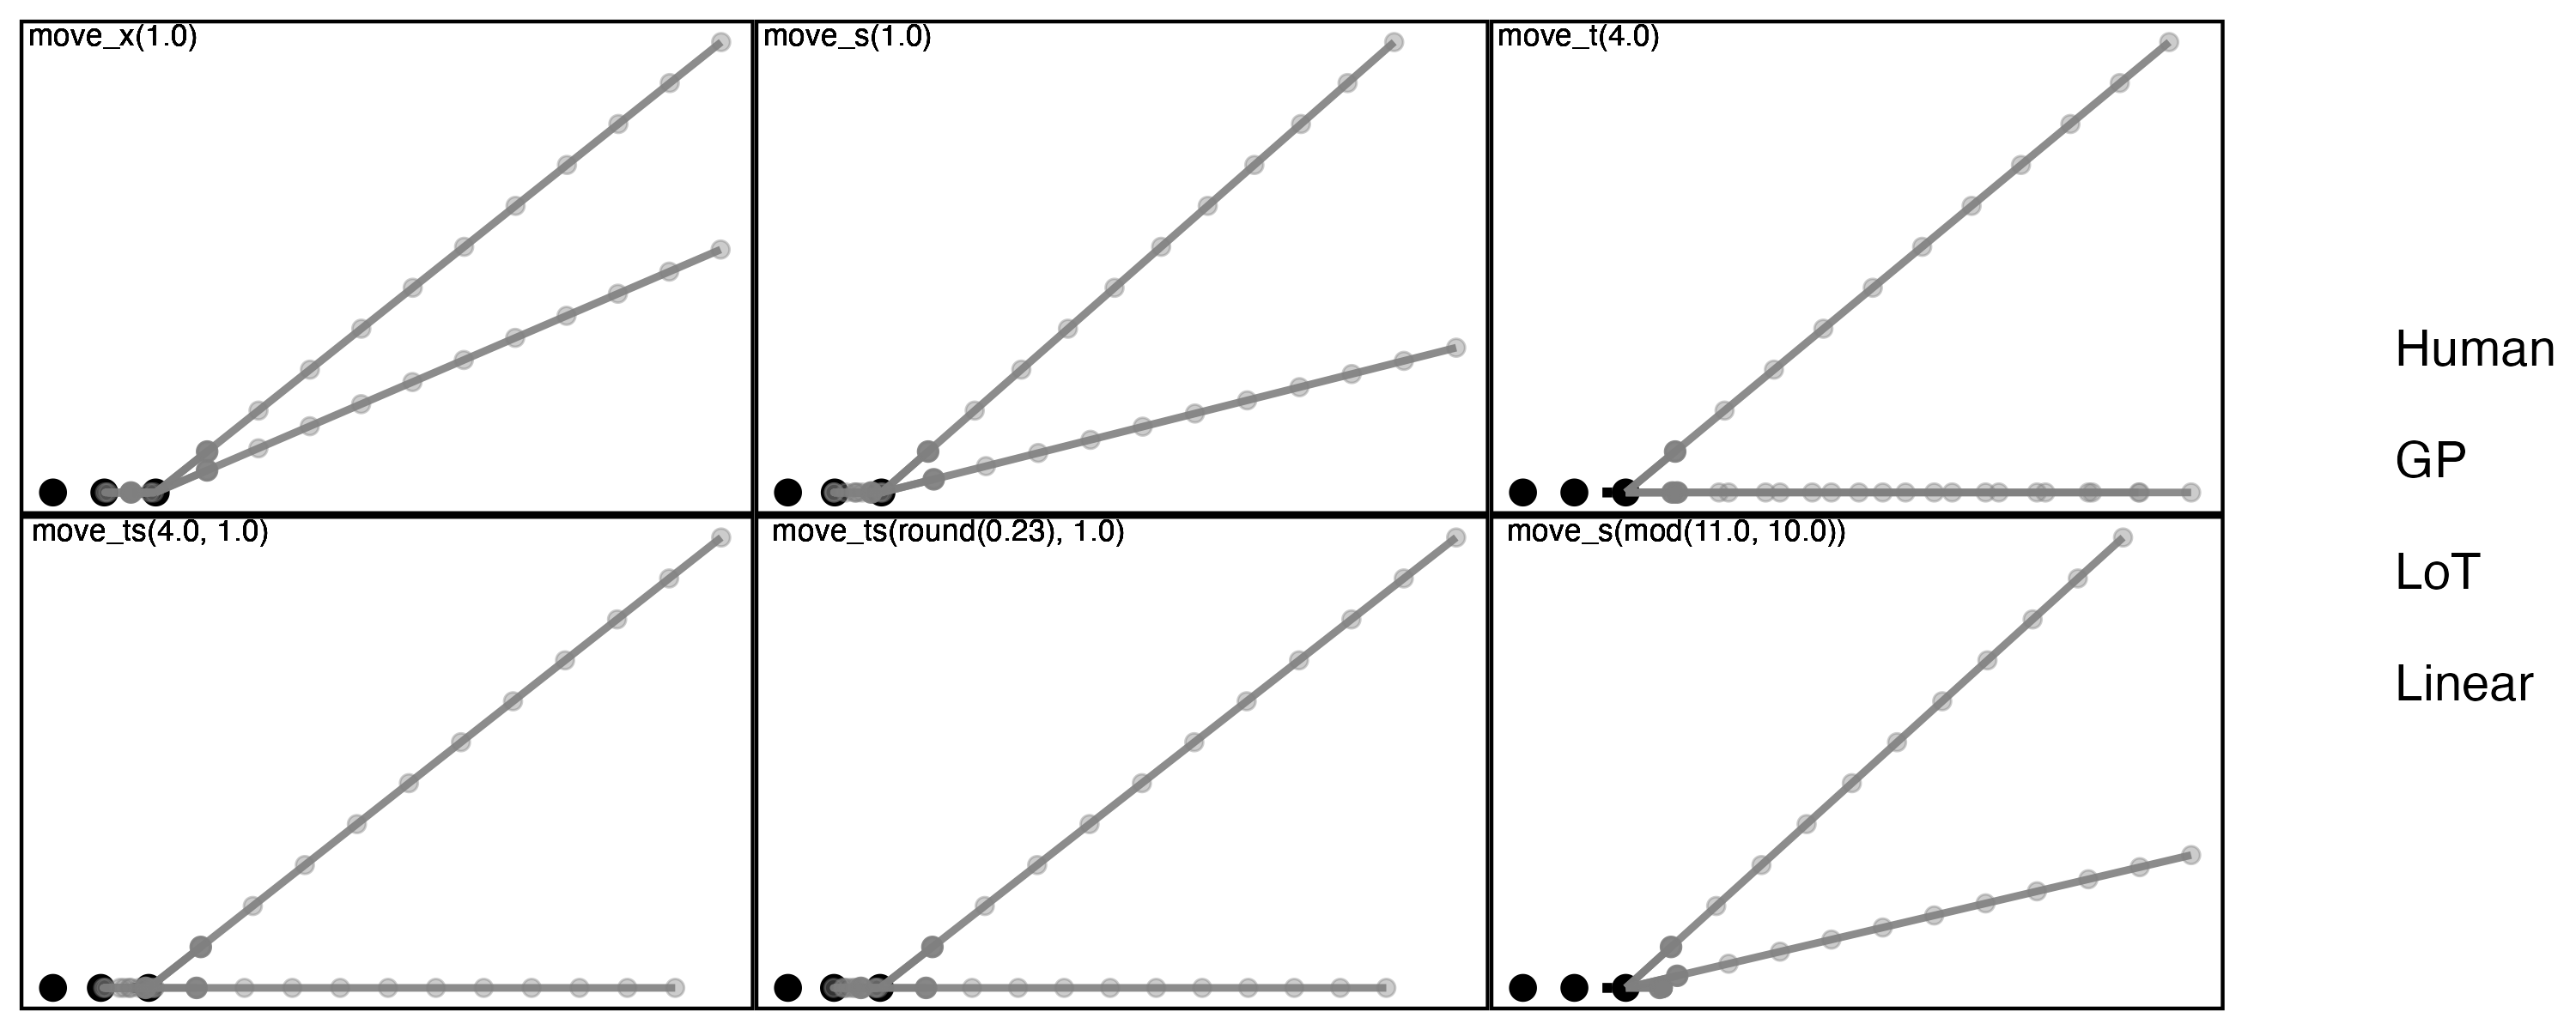 move_x(1.0)
move_s(1.0)
move_t(4.0)
move_ts(4.0, 1.0)
move_ts(round(0.23), 1.0)
move_s(mod(11.0, 10.0))
Human
GP
LoT
Linear